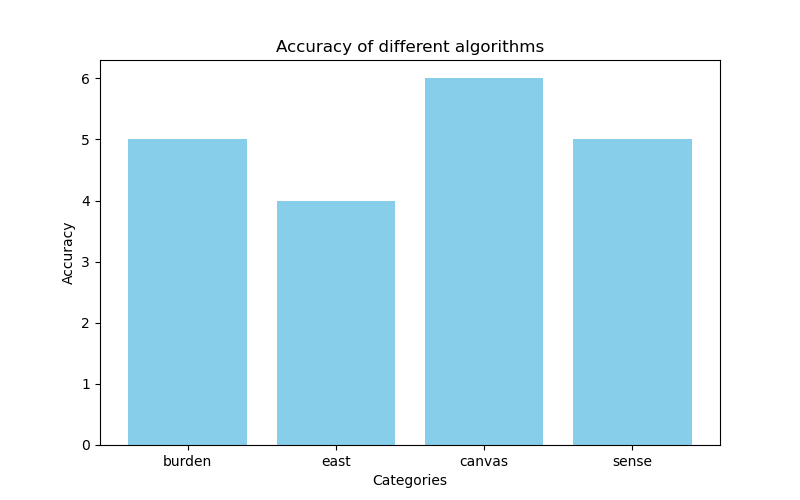 Accuracy of different algorithms
Accuracy
6
5
4
3
2
1
0
burden east canvas sense
Categories